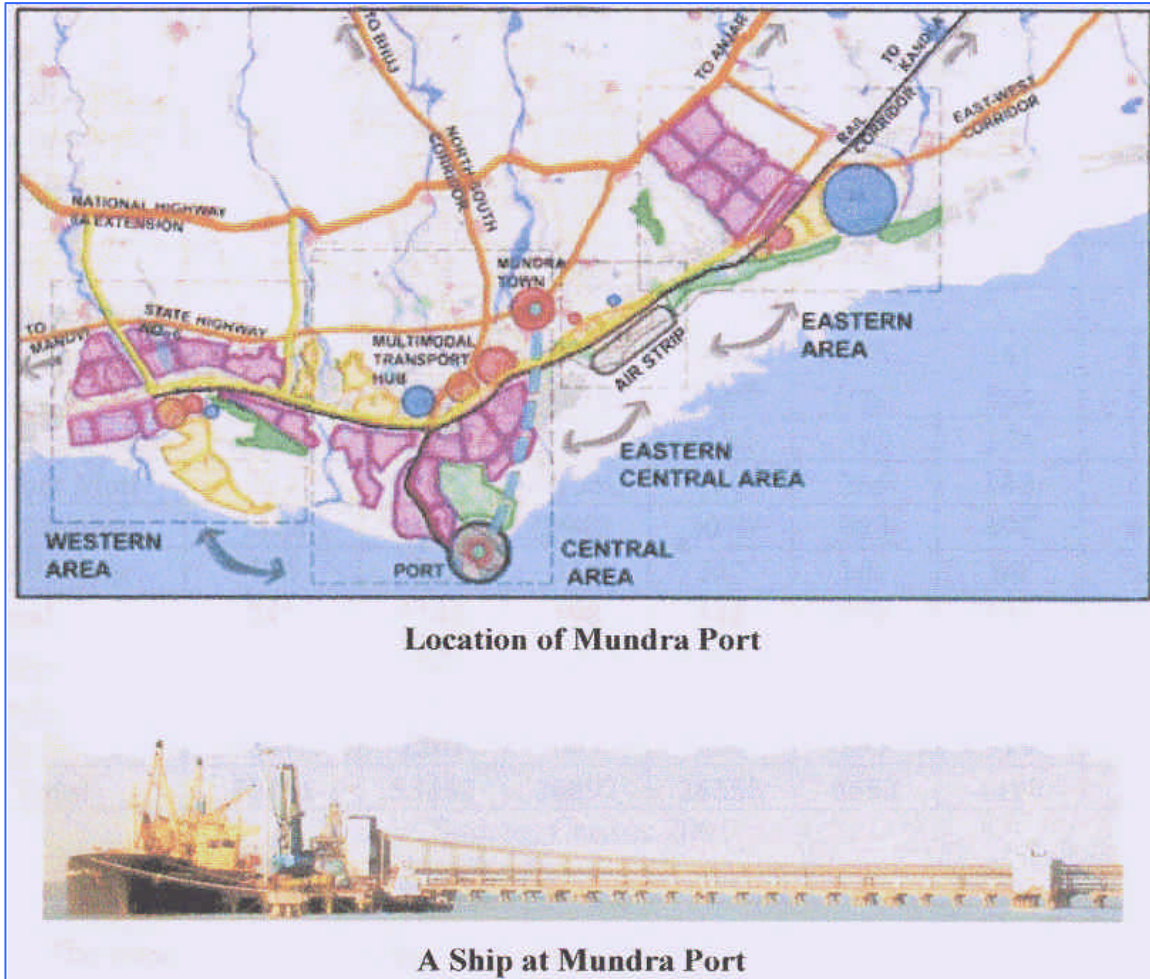 TO BHUJ
TO ANJAR
TO
KANDLA
RAIL
CORRIDOR
EAST-WEST
CORRIDOR
NORTH SOUTH
CORRIDOR
NATIONAL HIGHWAY
8A EXTENSION
MUNDRA
TOWN
TO
MANDVI
STATE HIGHWAY
MULTIMODAL
TRANSPORT
HUB
AIR STRIP
EASTERN
AREA
EASTERN
CENTRAL AREA
WESTERN
AREA
PORT
CENTRAL
AREA
Location of Mundra Port
A Ship at Mundra Port